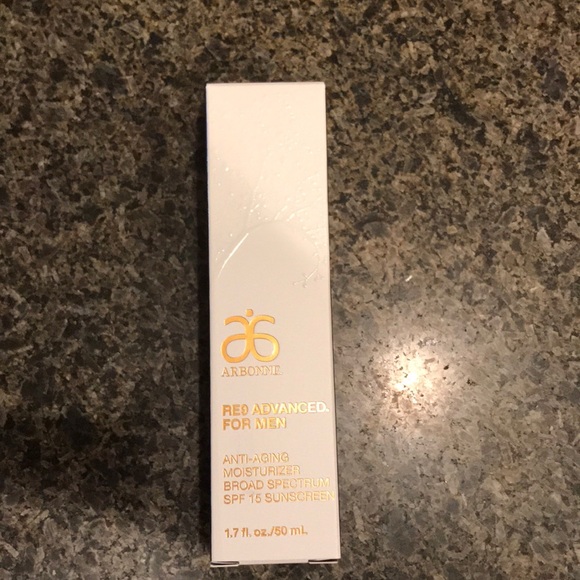 ARBONNE
RE9 ADVANCED
FOR MEN
ANTI-AGING
MOISTURIZER
BROAD SPECTRUM
SPF 15 SUNSCREEN
1.7 fl. oz./50 mL